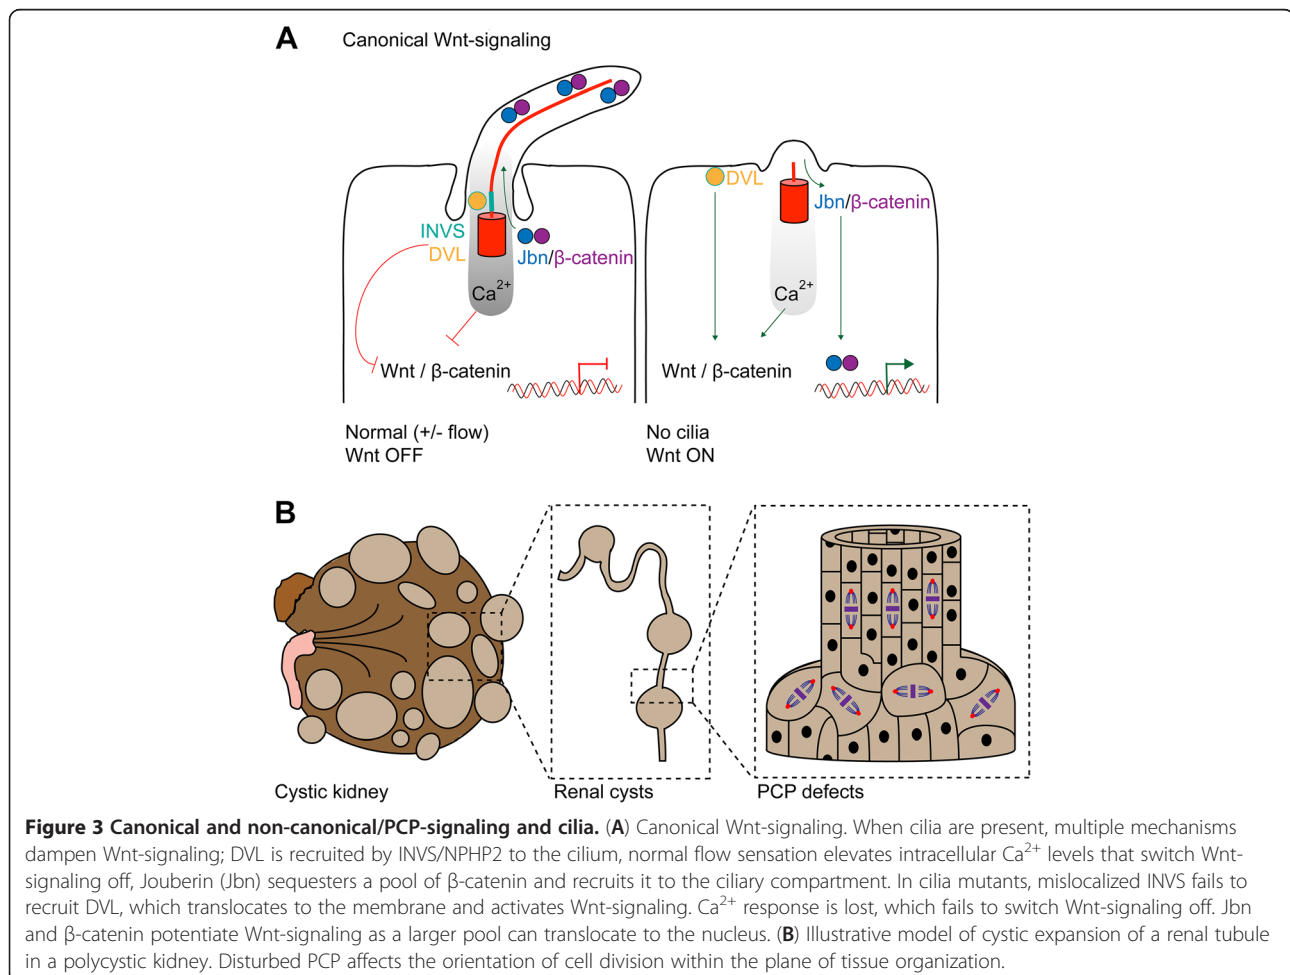 A Canonical Wnt-signaling
DVL
INVS
DVL
Jbn/β-catenin
Jbn/β-catenin
Ca²⁺
Ca²⁺
Wnt / β-catenin
Wnt / β-catenin
Normal (+/- flow)
Wnt OFF
No cilia
Wnt ON
B
Cystic kidney
Renal cysts
PCP defects
Figure 3 Canonical and non-canonical/PCP-signaling and cilia. (A) Canonical Wnt-signaling. When cilia are present, multiple mechanisms
dampen Wnt-signaling; DVL is recruited by INVS/NPHP2 to the cilium, normal flow sensation elevates intracellular Ca²⁺ levels that switch Wnt-
signaling off, Jouberin (Jbn) sequesters a pool of β-catenin and recruits it to the ciliary compartment. In cilia mutants, mislocalized INVS fails to
recruit DVL, which translocates to the membrane and activates Wnt-signaling. Ca²⁺ response is lost, which fails to switch Wnt-signaling off. Jbn
and β-catenin potentiate Wnt-signaling as a larger pool can translocate to the nucleus. (B) Illustrative model of cystic expansion of a renal tubule
in a polycystic kidney. Disturbed PCP affects the orientation of cell division within the plane of tissue organization.